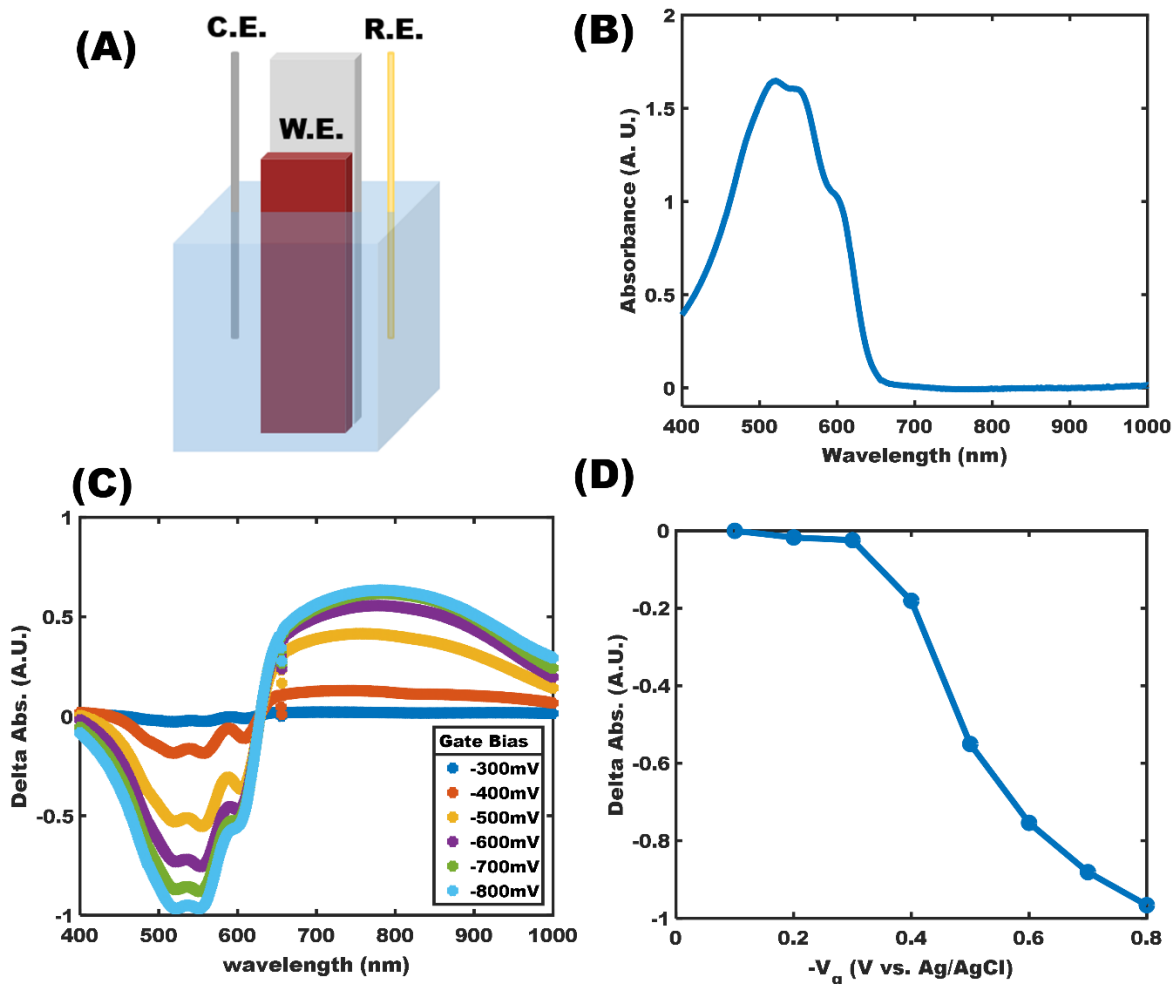 (A)
C.E.
R.E.
W.E.
(B)
2
1.5
1
0.5
0
Absorbance (A. U.)
400 500 600 700 800 900 1000
Wavelength (nm)
(C)
1
0.5
0
-0.5
-1
Delta Abs. (A.U.)
Gate Bias
-300mV
-400mV
-500mV
-600mV
-700mV
-800mV
400 500 600 700 800 900 1000
wavelength (nm)
(D)
0
-0.2
-0.4
-0.6
-0.8
-1
Delta Abs. (A.U.)
0 0.2 0.4 0.6 0.8
-Vg (V vs. Ag/AgCl)